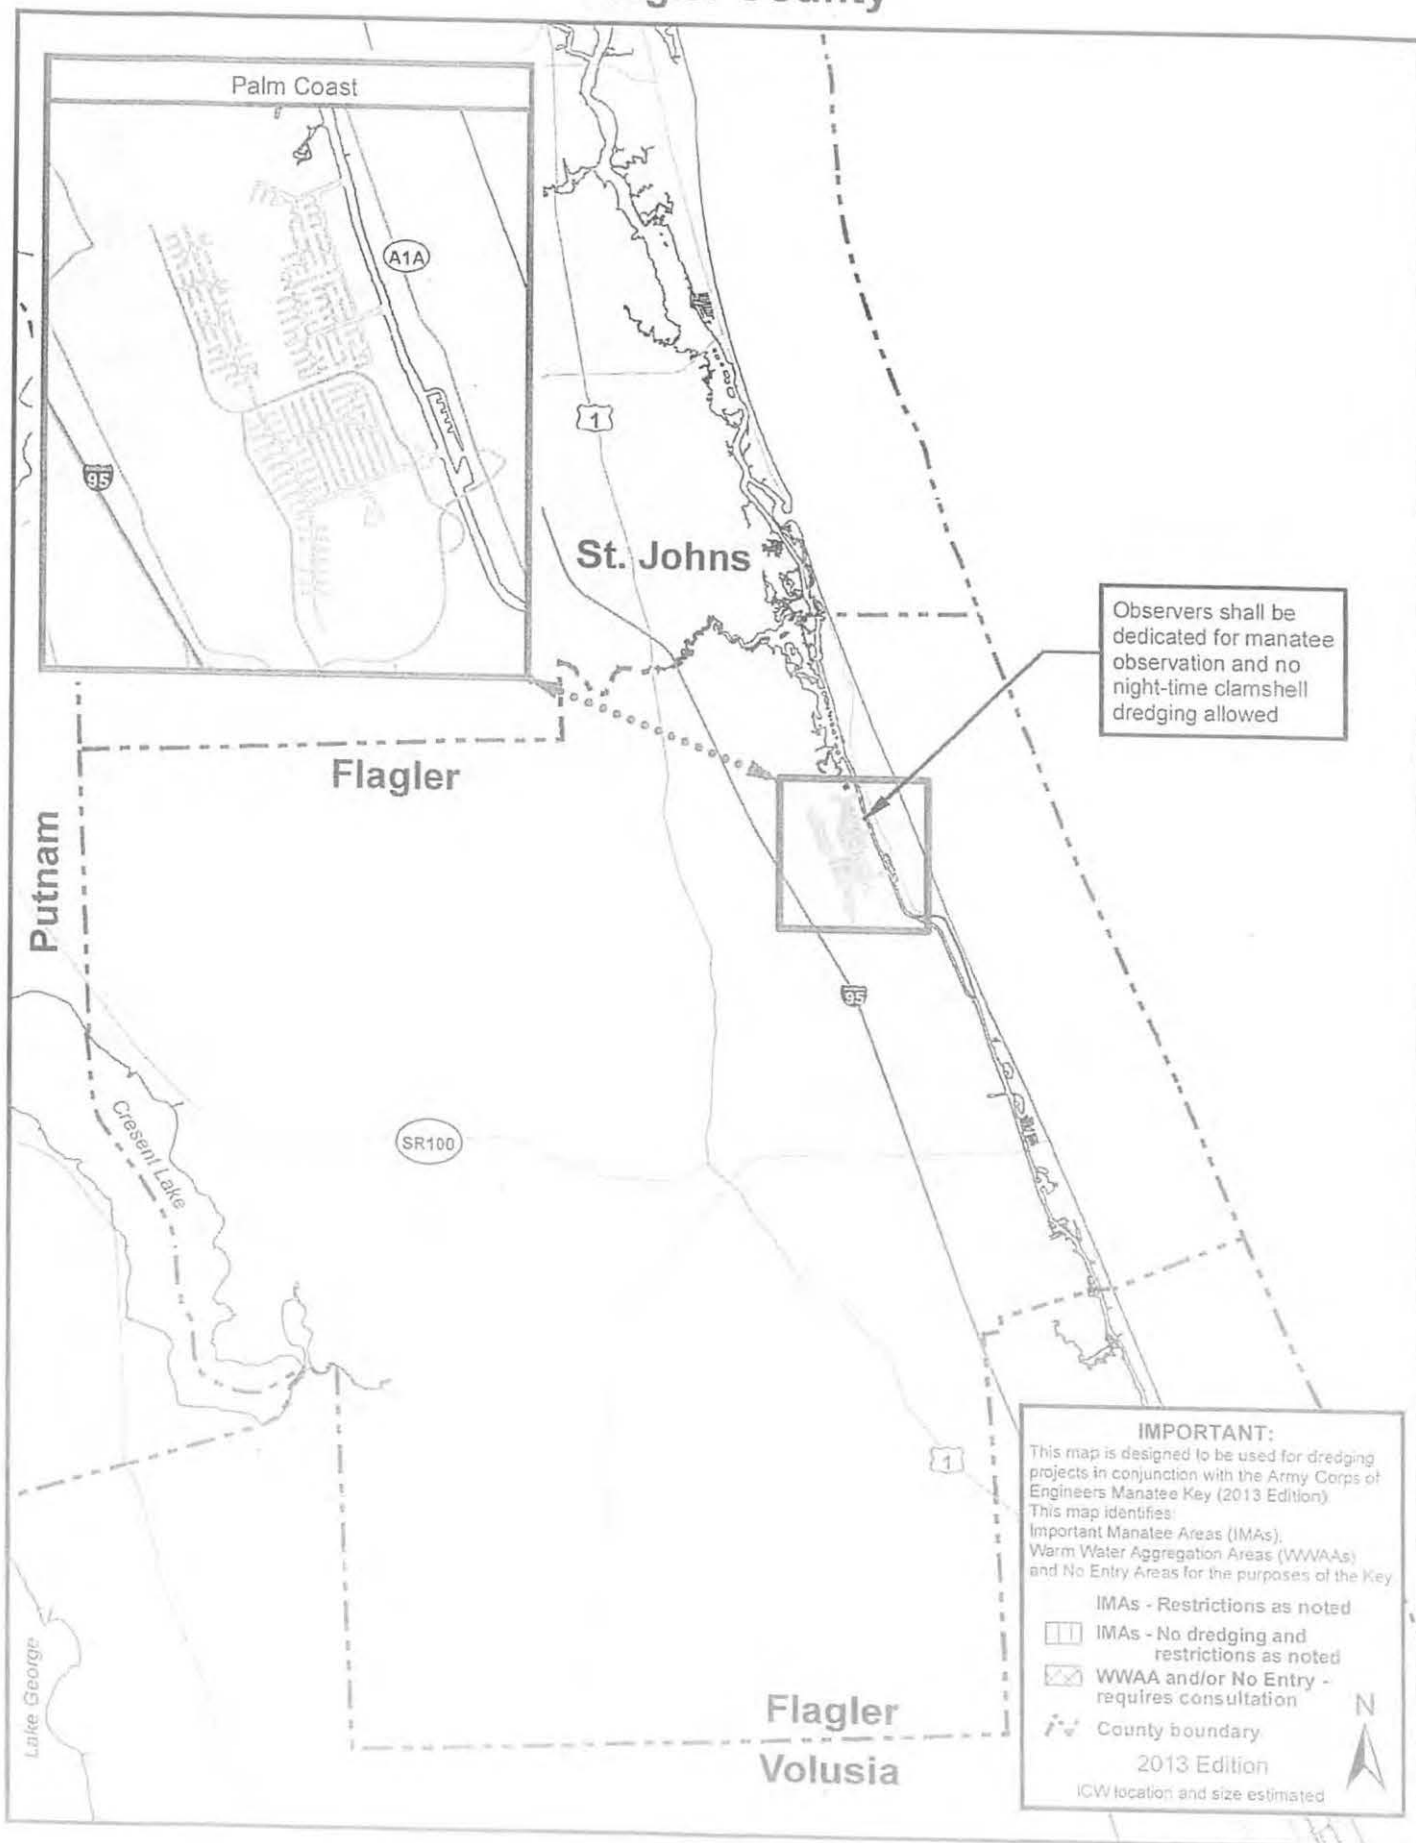 County
Palm Coast
A1A
95
1
St. Johns
Observers shall be
dedicated for manatee
observation and no
night-time clamshell
dredging allowed
Flagler
Putnam
95
Cresent Lake
SR100
1
Lake George
Flagler
Volusia
IMPORTANT:
This map is designed to be used for dredging
projects in conjunction with the Army Corps of
Engineers Manatee Key (2013 Edition)
This map identifies
Important Manatee Areas (IMAs),
Warm Water Aggregation Areas (WWAAs)
and No Entry Areas for the purposes of the Key
IMAs - Restrictions as noted
IMAs - No dredging and
restrictions as noted
WWAA and/or No Entry -
requires consultation
County boundary
N
2013 Edition
ICW location and size estimated